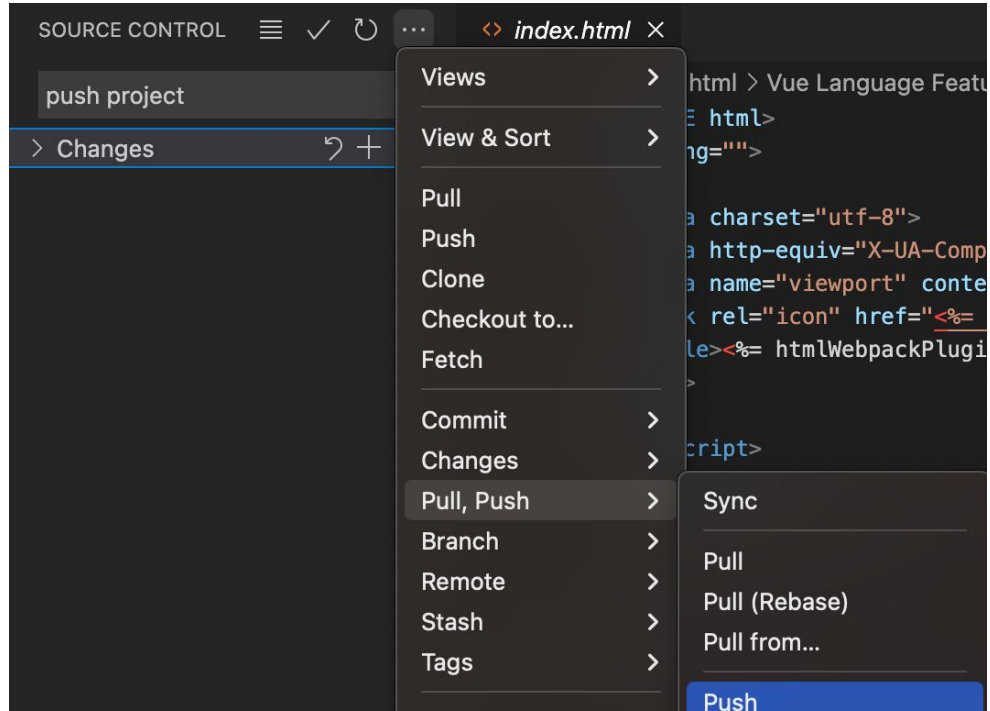 SOURCE CONTROL
index.html
push project
Changes
Views
View & Sort
Pull
Push
Clone
Checkout to...
Fetch
Commit
Changes
Pull, Push
Branch
Remote
Stash
Tags
html > Vue Language Featu
E html>
ng="">
a charset="utf-8">
a http-equiv="X-UA-Comp
a name="viewport" conte
k rel="icon" href="<%=
le><%= htmlWebpackPlugi
>
cript>
Sync
Pull
Pull (Rebase)
Pull from...
Push